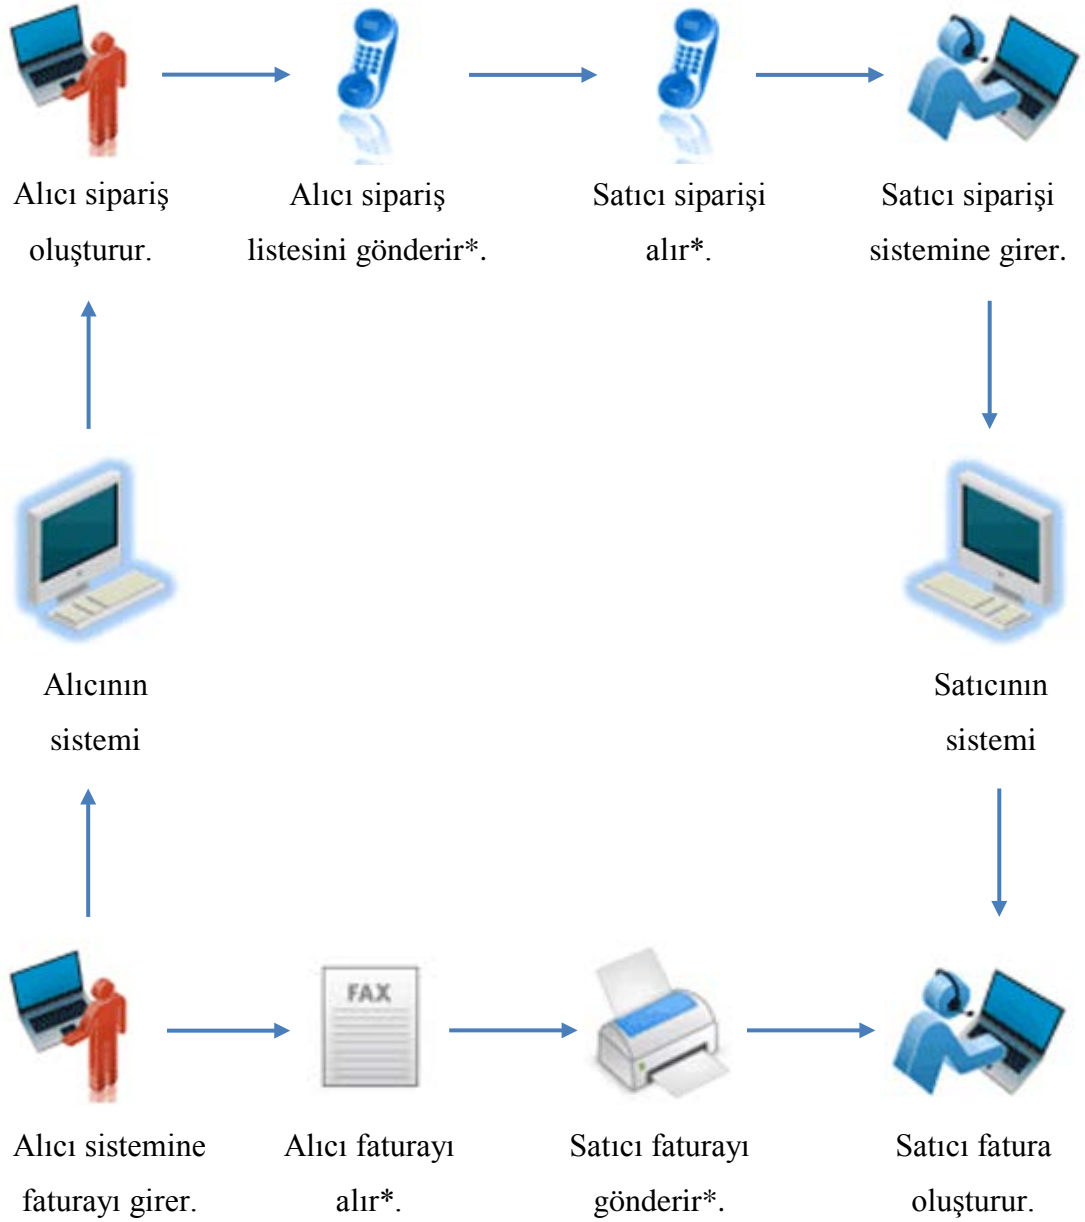 Alıcı sipariş
oluşturur.
Alıcı sipariş
listesini gönderir*.
Satıcı siparişi
alır*.
Satıcı siparişi
sistemine girer.
Alıcının
sistemi
Satıcının
sistemi
FAX
Alıcı sistemine
faturayı girer.
Alıcı faturayı
alır*.
Satıcı faturayı
gönderir*.
Satıcı fatura
oluşturur.